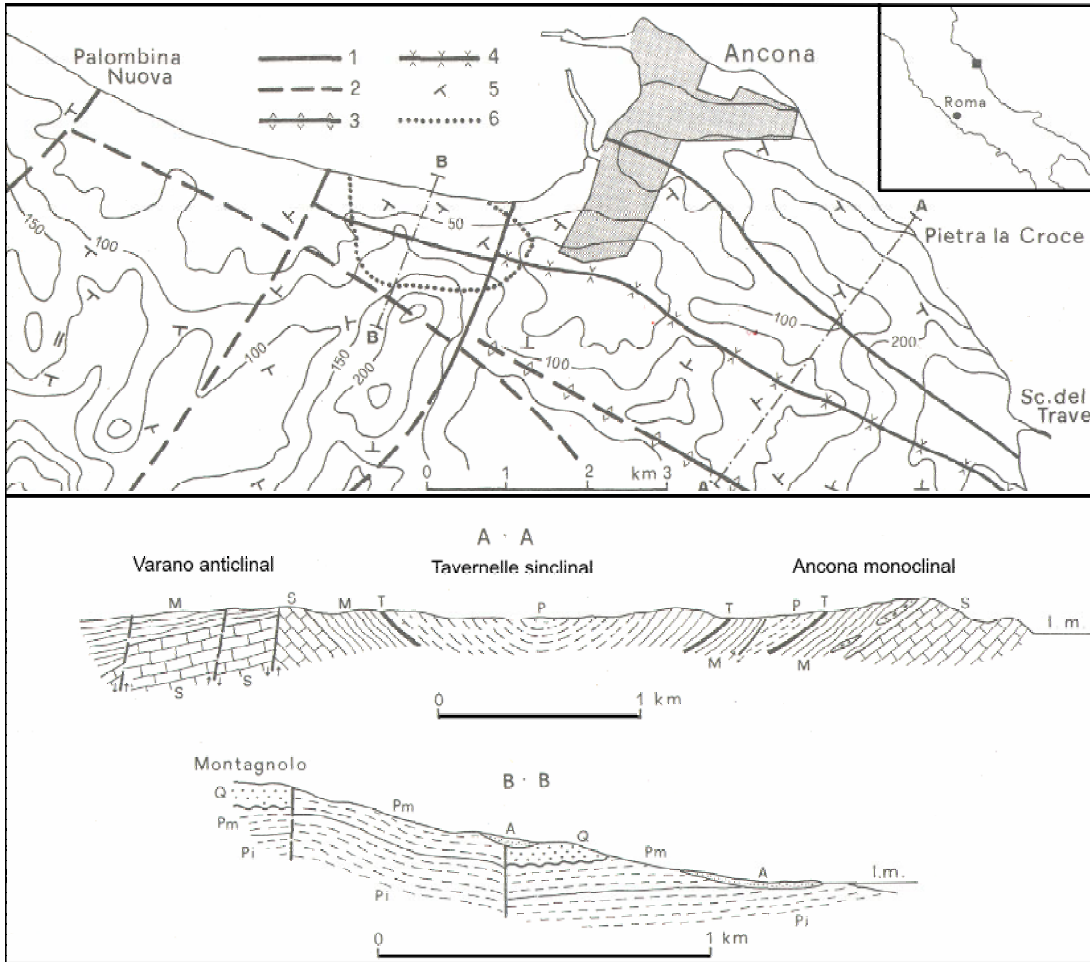 Palombina
Nuova
1
2
3
4
5
6
Ancona
Roma
B
B
A
A'
Pietra la Croce
Sc. del
Trave
50
150
100
100
150
200
100
100
200
0 1 2 km 3
A · A
Varano anticlinal Tavernelle sinclinal Ancona monoclinal
M S M T P T P T S
S S M M
l.m.
0 1 km
Montagnolo
B · B
Q Pm A Q Pm A l.m.
Pm
Pi Pi Pi
0 1 km